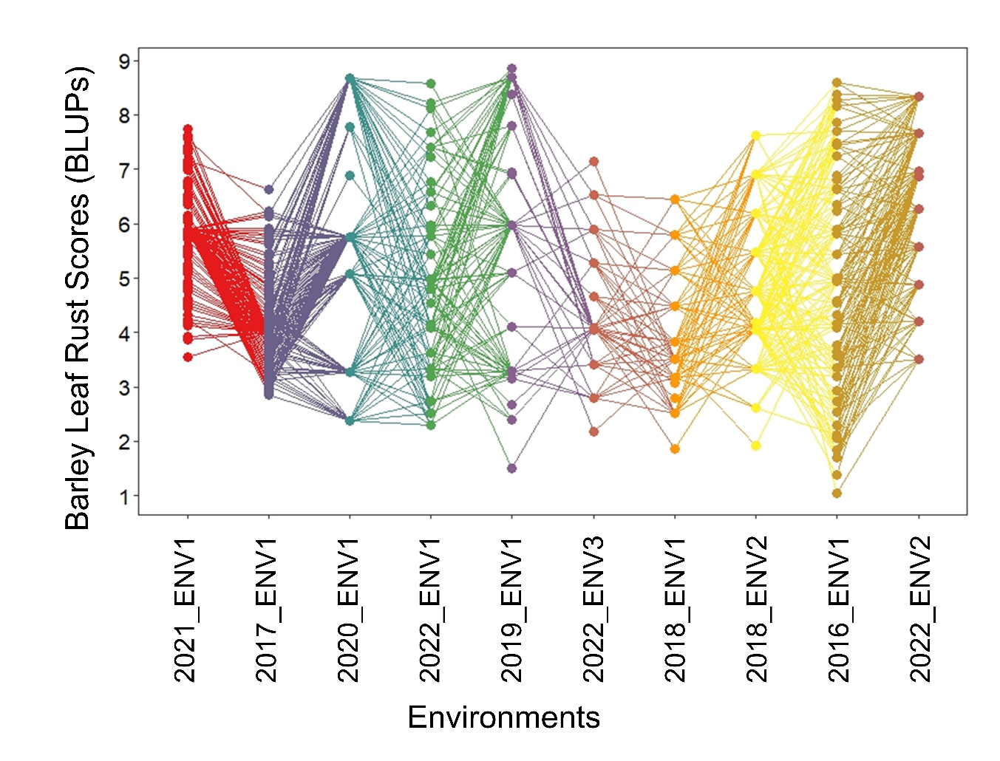 Barley Leaf Rust Scores (BLUPs)
9
8
7
6
5
4
3
2
1
2021_ENV1
2017_ENV1
2020_ENV1
2022_ENV1
2019_ENV1
2022_ENV3
2018_ENV1
2018_ENV2
2016_ENV1
2022_ENV2
Environments